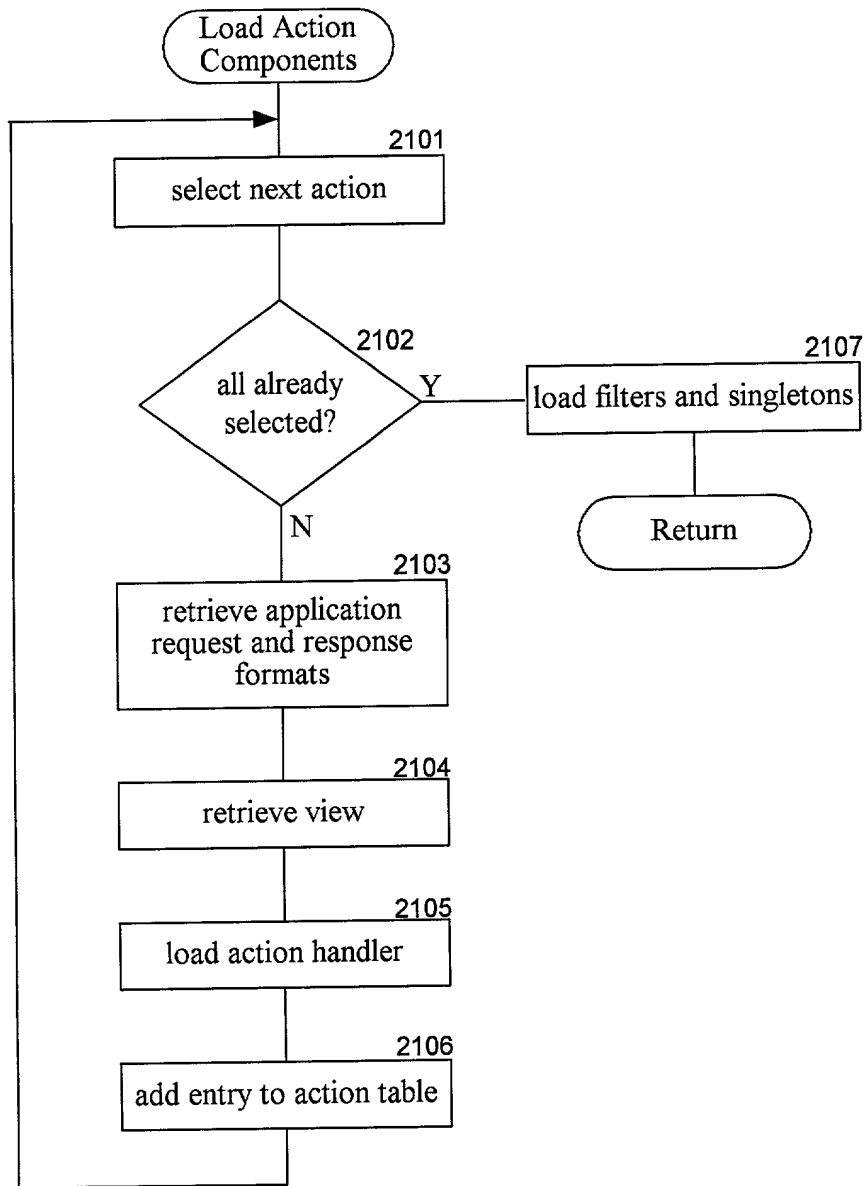 Load Action
Components
2101
select next action
2102
all already
selected?
Y
N
2107
load filters and singletons
Return
2103
retrieve application
request and response
formats
2104
retrieve view
2105
load action handler
2106
add entry to action table